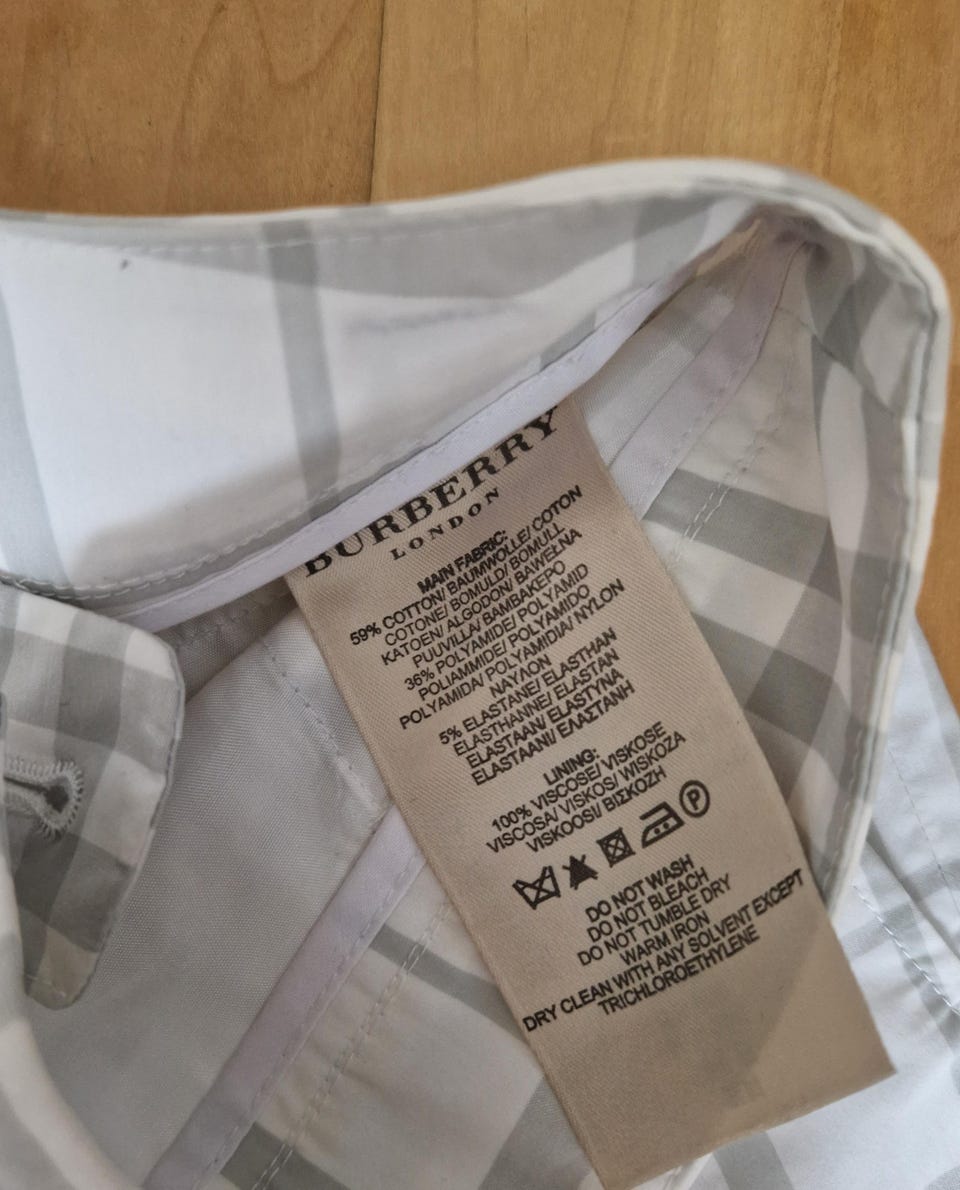 BURBERRY
LONDON
MAIN FABRIC:
59% COTTON/ BAUMWOLLE/ COTON
COTONE/ BOMULD/ BOMULL
KATOEN/ ALGODON/ BAWEŁNA
PUUVILLA/ ΒΑΜΒΑΚΕΡΟ
36% POLYAMIDE/ POLYAMID
POLIAMMIDE/ POLYAMIDO
POLYAMIDA/ POLYAMIDIA/ NYLON
ΝΑΥΛΟΝ
5% ELASTANE/ ELASTHAN
ELASTHANNE/ ELASTAN
ELASTAAN/ ELASTYNA
ELASTAANI/ ΕΛΑΣΤΑΝΗ
LINING:
100% VISCOSE/ VISKOSE
VISCOSA/ VISKOS/ WISKOZA
VISKOOSI/ ΒΙΣΚΟΖΗ
P
DO NOT WASH
DO NOT BLEACH
DO NOT TUMBLE DRY
WARM IRON
DRY CLEAN WITH ANY SOLVENT EXCEPT
TRICHLOROETHYLENE